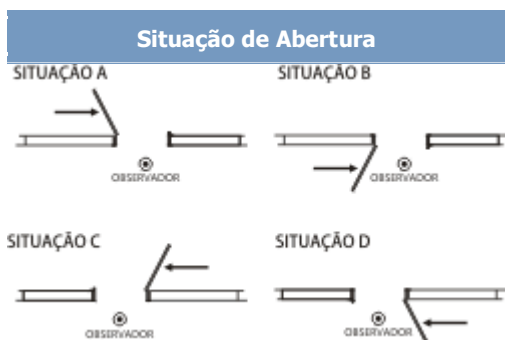 Situação de Abertura
SITUAÇÃO A
SITUAÇÃO B
OBSERVADOR
OBSERVADOR
SITUAÇÃO C
SITUAÇÃO D
OBSERVADOR
OBSERVADOR